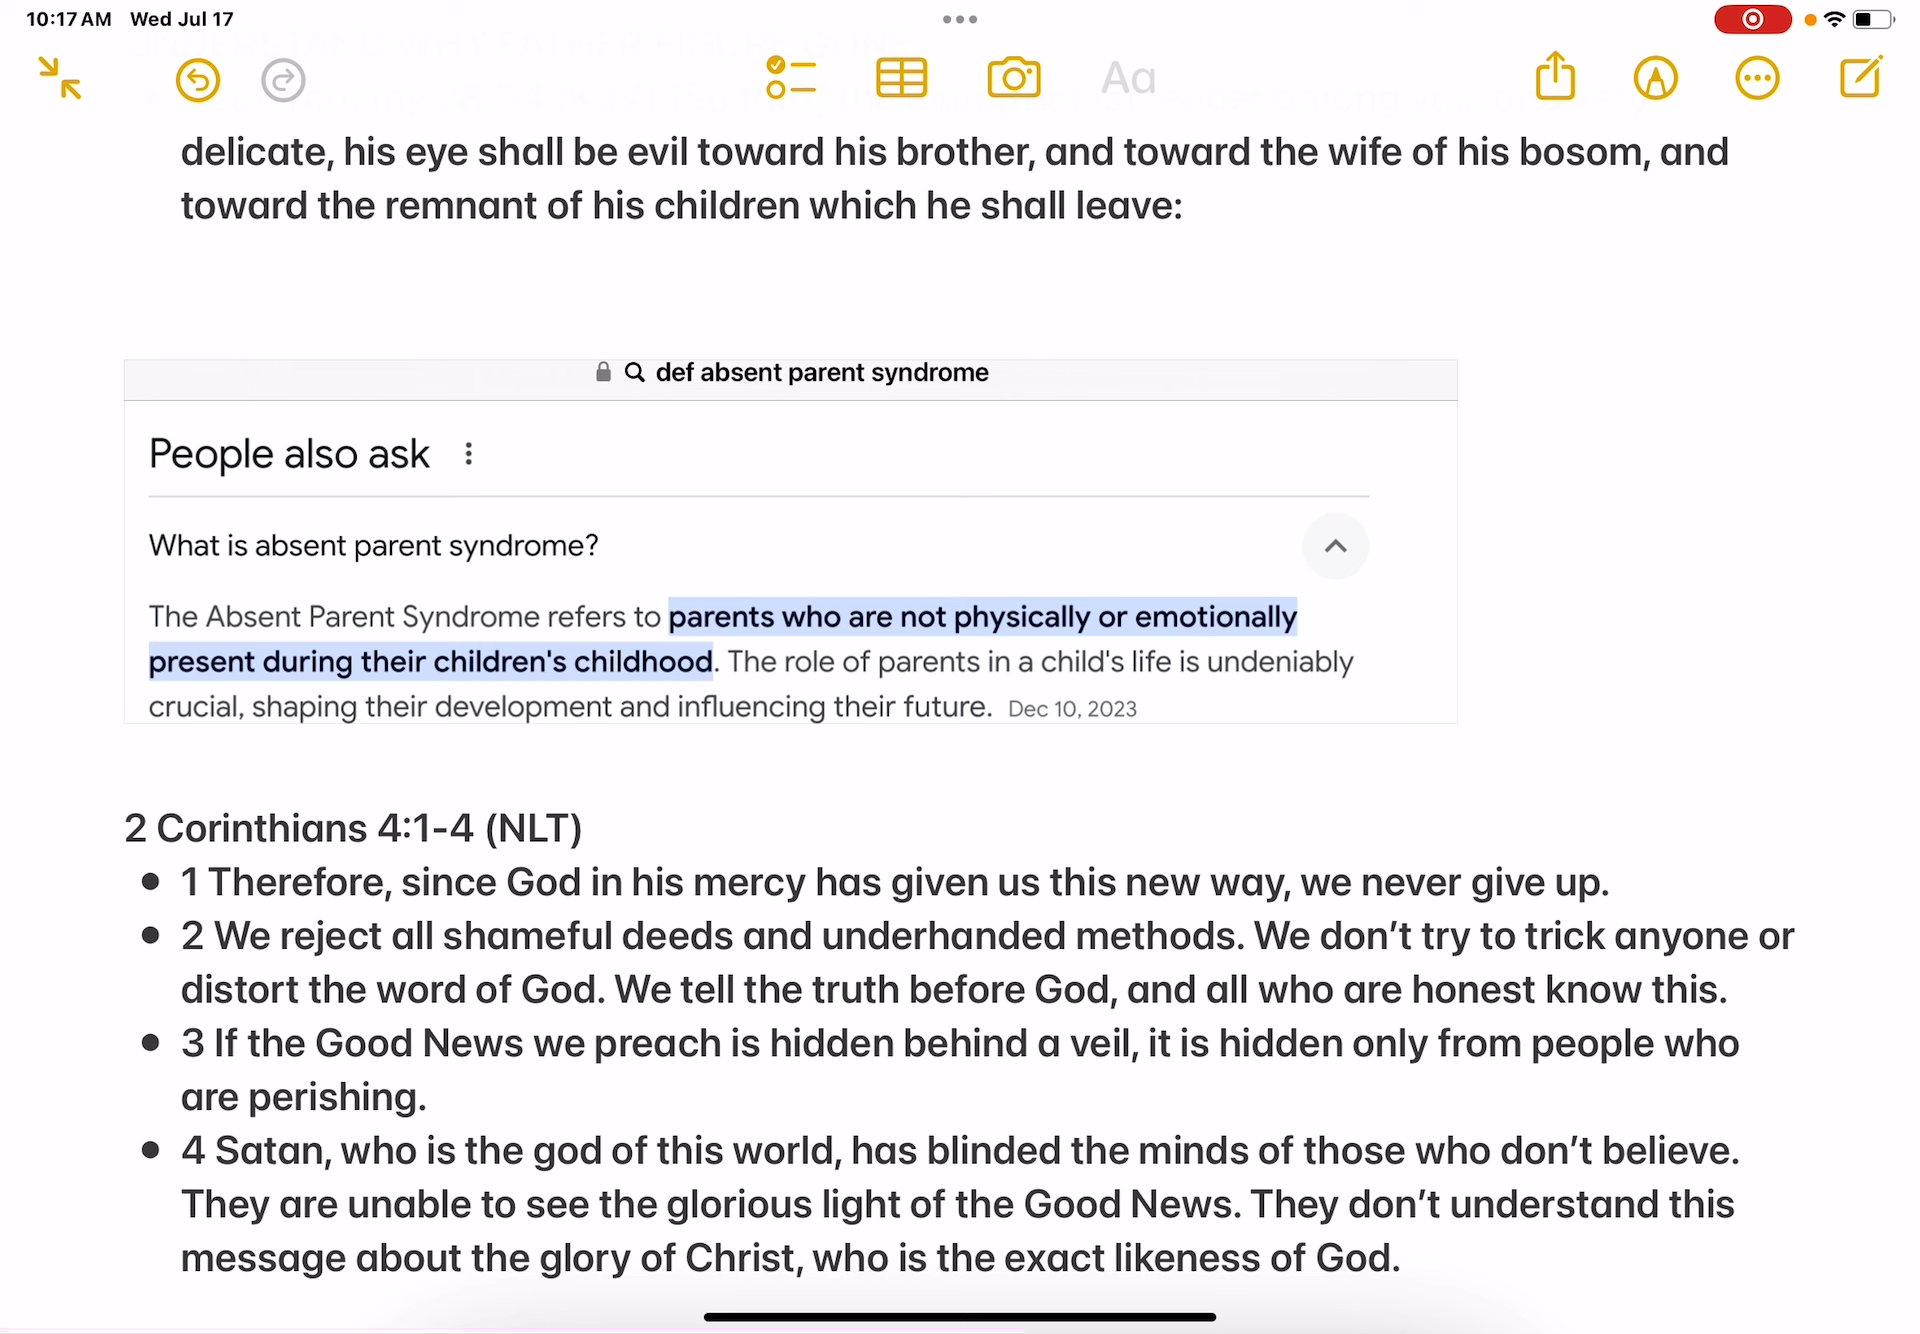 10:17 AM Wed Jul 17
UNDERSTAND WHY FATHER FIGURE GONE
Aa
delicate, his eye shall be evil toward his brother, and toward the wife of his bosom, and
toward the remnant of his children which he shall leave:
def absent parent syndrome
People also ask
What is absent parent syndrome?
The Absent Parent Syndrome refers to parents who are not physically or emotionally
present during their children's childhood. The role of parents in a child's life is undeniably
crucial, shaping their development and influencing their future. Dec 10, 2023
2 Corinthians 4:1-4 (NLT)
• 1 Therefore, since God in his mercy has given us this new way, we never give up.
• 2 We reject all shameful deeds and underhanded methods. We don’t try to trick anyone or
distort the word of God. We tell the truth before God, and all who are honest know this.
• 3 If the Good News we preach is hidden behind a veil, it is hidden only from people who
are perishing.
• 4 Satan, who is the god of this world, has blinded the minds of those who don’t believe.
They are unable to see the glorious light of the Good News. They don’t understand this
message about the glory of Christ, who is the exact likeness of God.